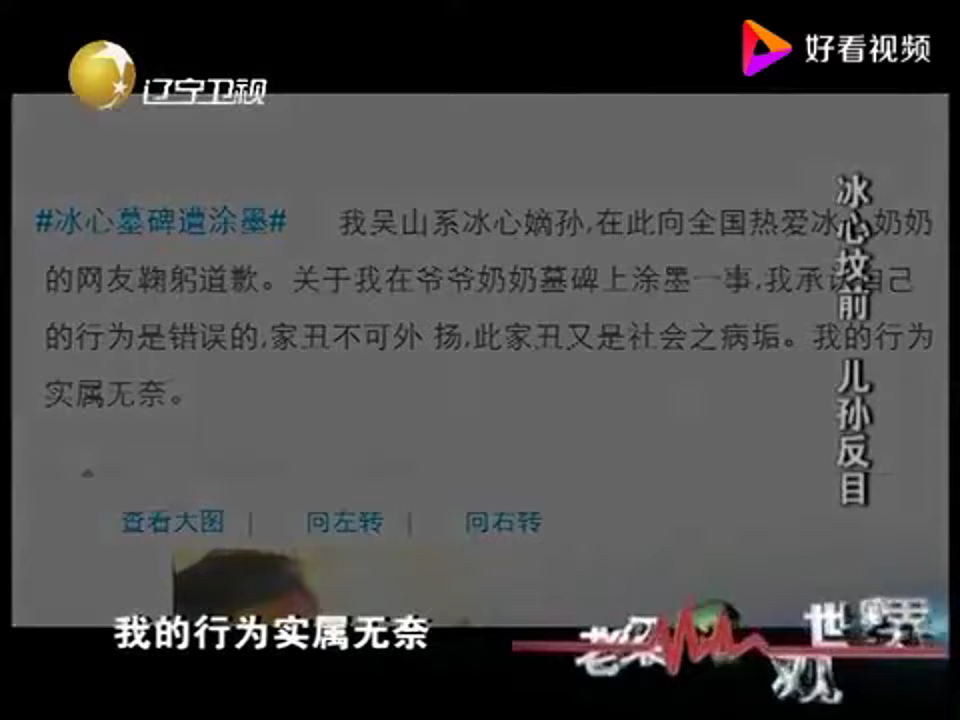 辽宁卫视
好看视频
#冰心墓碑遭涂墨# 我吴山系冰心嫡孙,在此向全国热爱冰心奶奶
的网友鞠躬道歉。关于我在爷爷奶奶墓碑上涂墨一事,我承认自己
的行为是错误的,家丑不可外 扬,此家丑又是社会之病垢。我的行为
实属无奈。
冰心坟前 儿孙反目
查看大图 | 向左转 | 向右转
我的行为实属无奈
老梁
世界
观